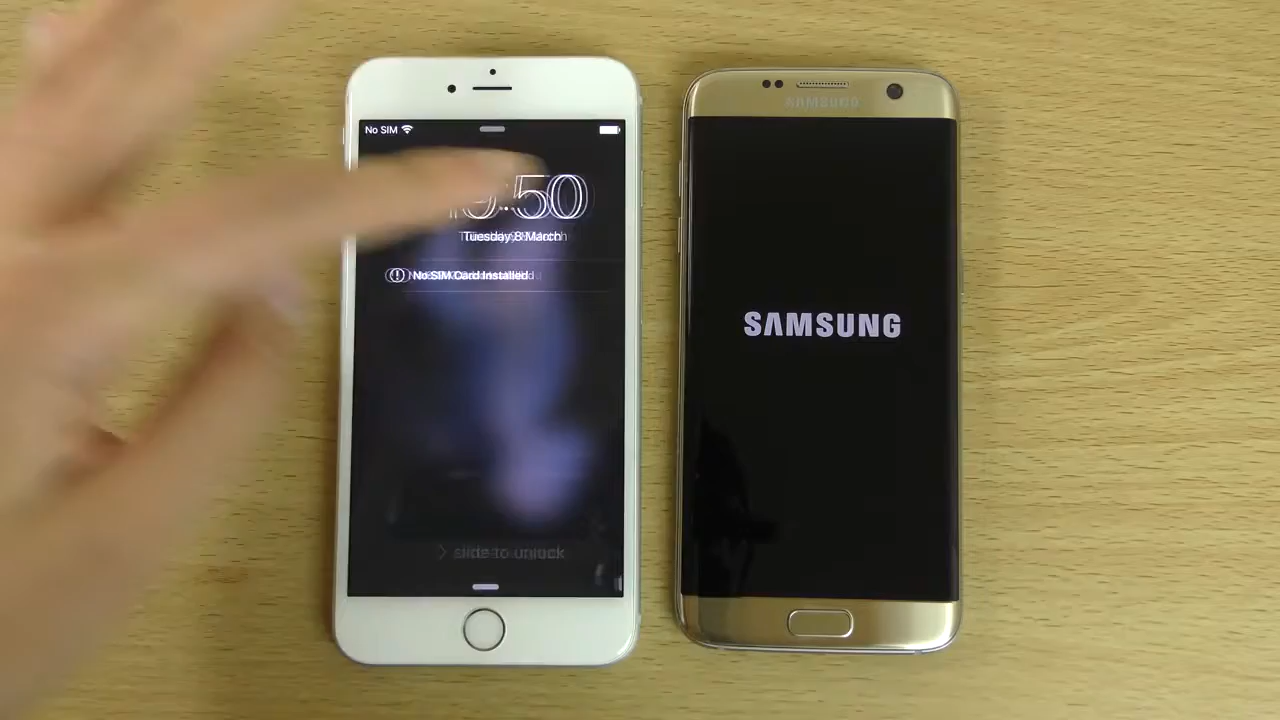 No SIM
:50
Tuesday 8 March
No SIM Card Installed
slide to unlock
SAMSUNG
SAMSUNG